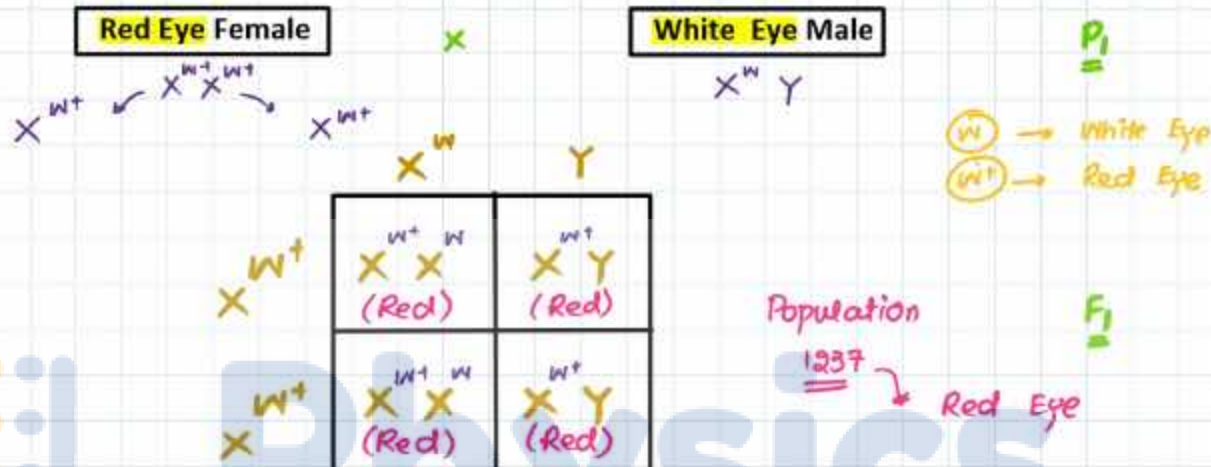 Red Eye Female × White Eye Male P₁
X^w+ X^w+ X^w Y
X^w+ X^w+
w → White Eye
w+ → Red Eye
X^w Y
X^w+ X^w+ X^w X^w+ Y
(Red) (Red)
Population F₁
1237
Red Eye
X^w+ X^w+ X^w X^w+ Y
(Red) (Red)
Physics